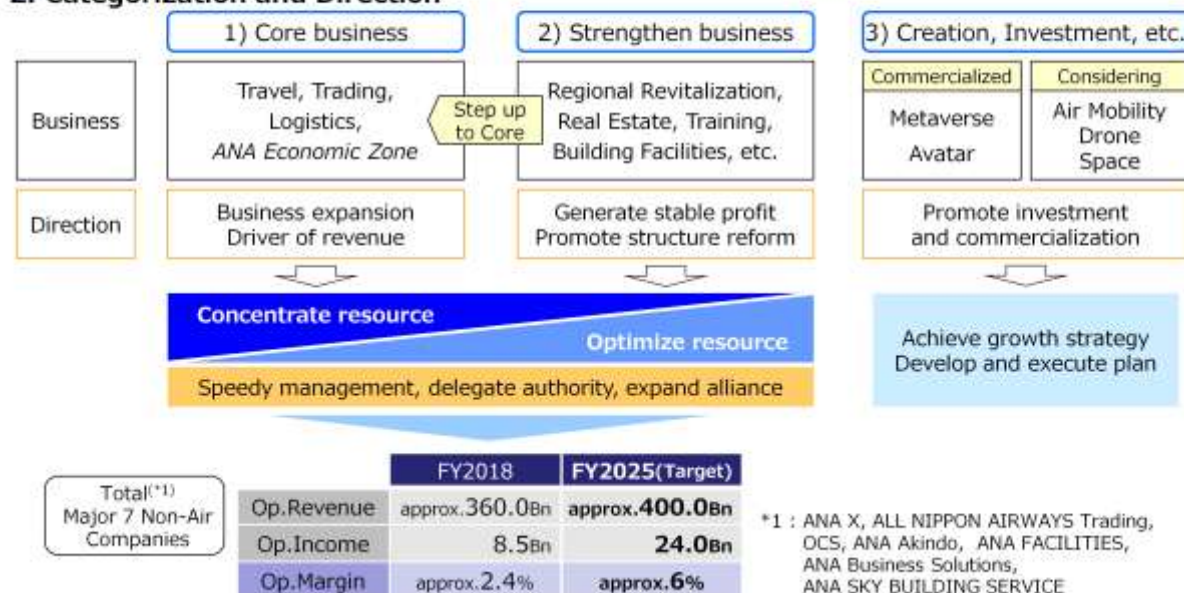 2. Categorization and Direction
1) Core business
2) Strengthen business
3) Creation, Investment, etc.
Business
Travel, Trading,
Logistics,
ANA Economic Zone
Step up
to Core
Regional Revitalization,
Real Estate, Training,
Building Facilities, etc.
Commercialized
Metaverse
Avatar
Considering
Air Mobility
Drone
Space
Direction
Business expansion
Driver of revenue
Generate stable profit
Promote structure reform
Promote investment
and commercialization
Concentrate resource
Optimize resource
Speedy management, delegate authority, expand alliance
Achieve growth strategy
Develop and execute plan
Total(*1)
Major 7 Non-Air
Companies
FY2018 FY2025(Target)
Op.Revenue approx.360.0Bn approx.400.0Bn
Op.Income 8.5Bn 24.0Bn
Op.Margin approx.2.4% approx.6%
*1 : ANA X, ALL NIPPON AIRWAYS Trading,
OCS, ANA Akindo, ANA FACILITIES,
ANA Business Solutions,
ANA SKY BUILDING SERVICE